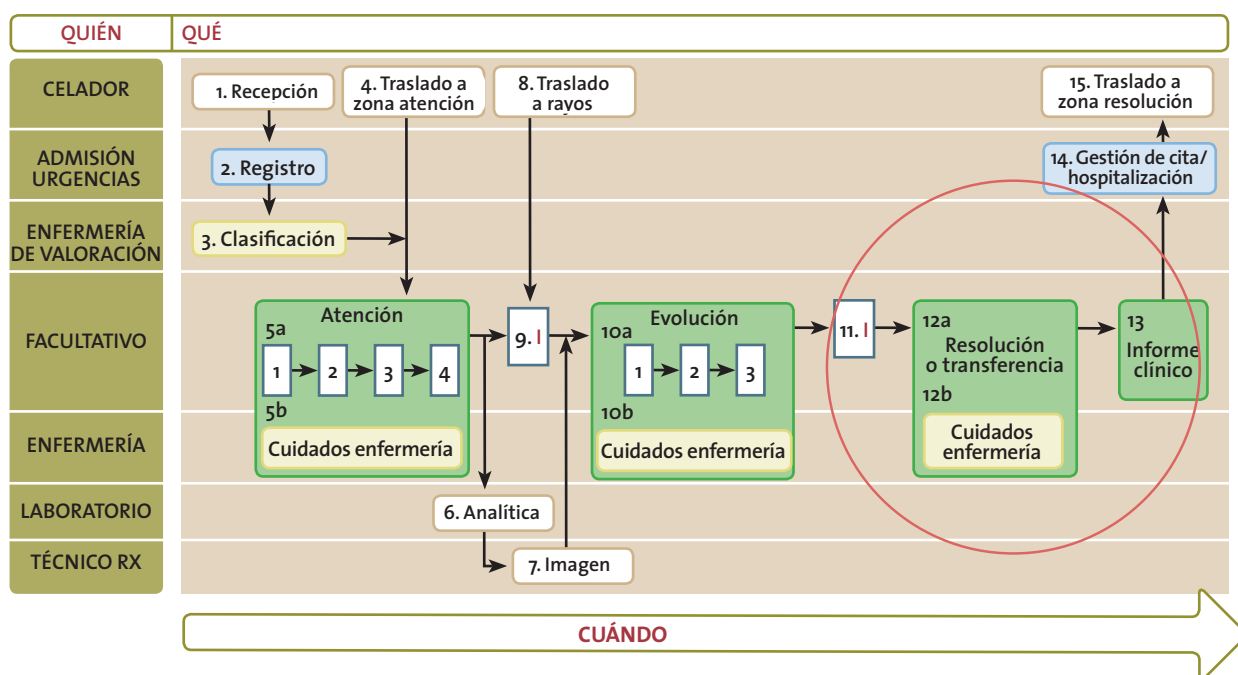 QUIÉN
QUÉ
CELADOR
1. Recepción
4. Traslado a
zona atención
8. Traslado
a rayos
15. Traslado a
zona resolución
ADMISIÓN
URGENCIAS
2. Registro
14. Gestión de cita/
hospitalización
ENFERMERÍA
DE VALORACIÓN
3. Clasificación
FACULTATIVO
5a
Atención
1
2
3
4
5b
9. I
10a
Evolución
1
2
3
10b
11. I
12a
Resolución
o transferencia
12b
13
Informe
clínico
ENFERMERÍA
Cuidados enfermería
Cuidados enfermería
Cuidados
enfermería
LABORATORIO
6. Analítica
TÉCNICO RX
7. Imagen
CUÁNDO